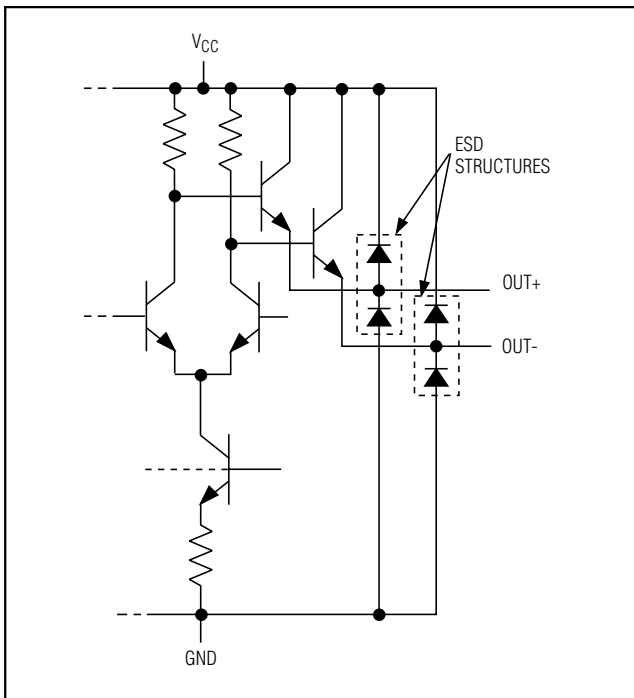 VCC
ESD
STRUCTURES
OUT+
OUT-
GND